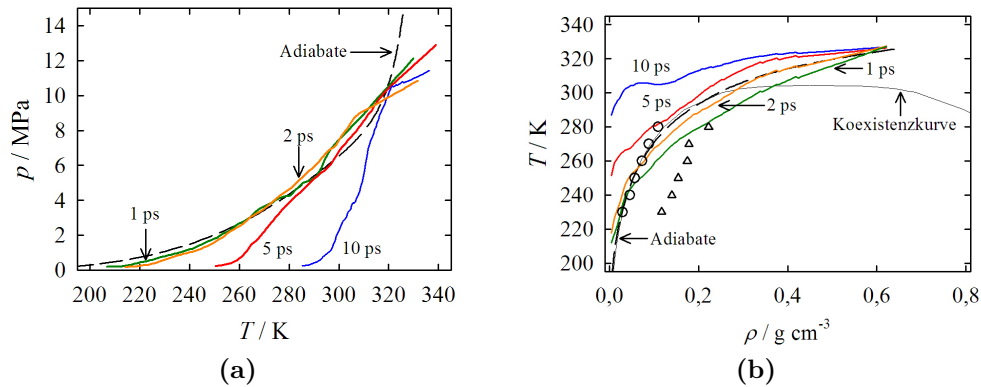 14
12
10
8
6
4
2
0
p / MPa
Adiabate
2 ps
1 ps
5 ps
10 ps
200 220 240 260 280 300 320 340
T / K
(a)
340
320
300
280
260
240
220
200
T / K
10 ps
1 ps
5 ps
2 ps
Koexistenzkurve
Adiabate
0,0 0,2 0,4 0,6 0,8
ρ / g cm⁻³
(b)